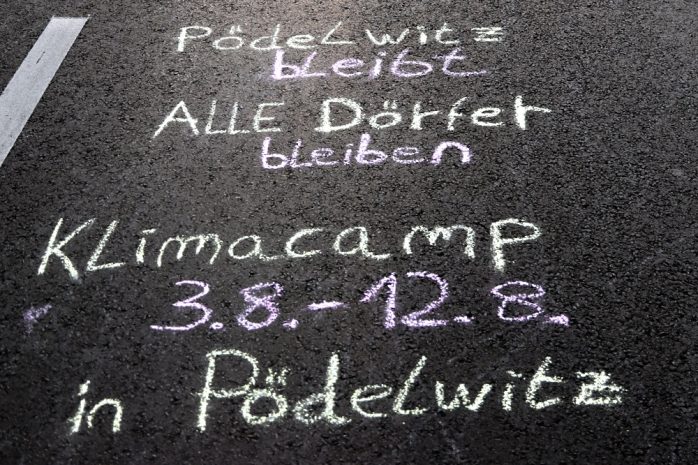 Pödelwitz
bleibt
ALLE Dörfer
bleiben
Klimacamp
3.8.-12.8.
in Pödelwitz